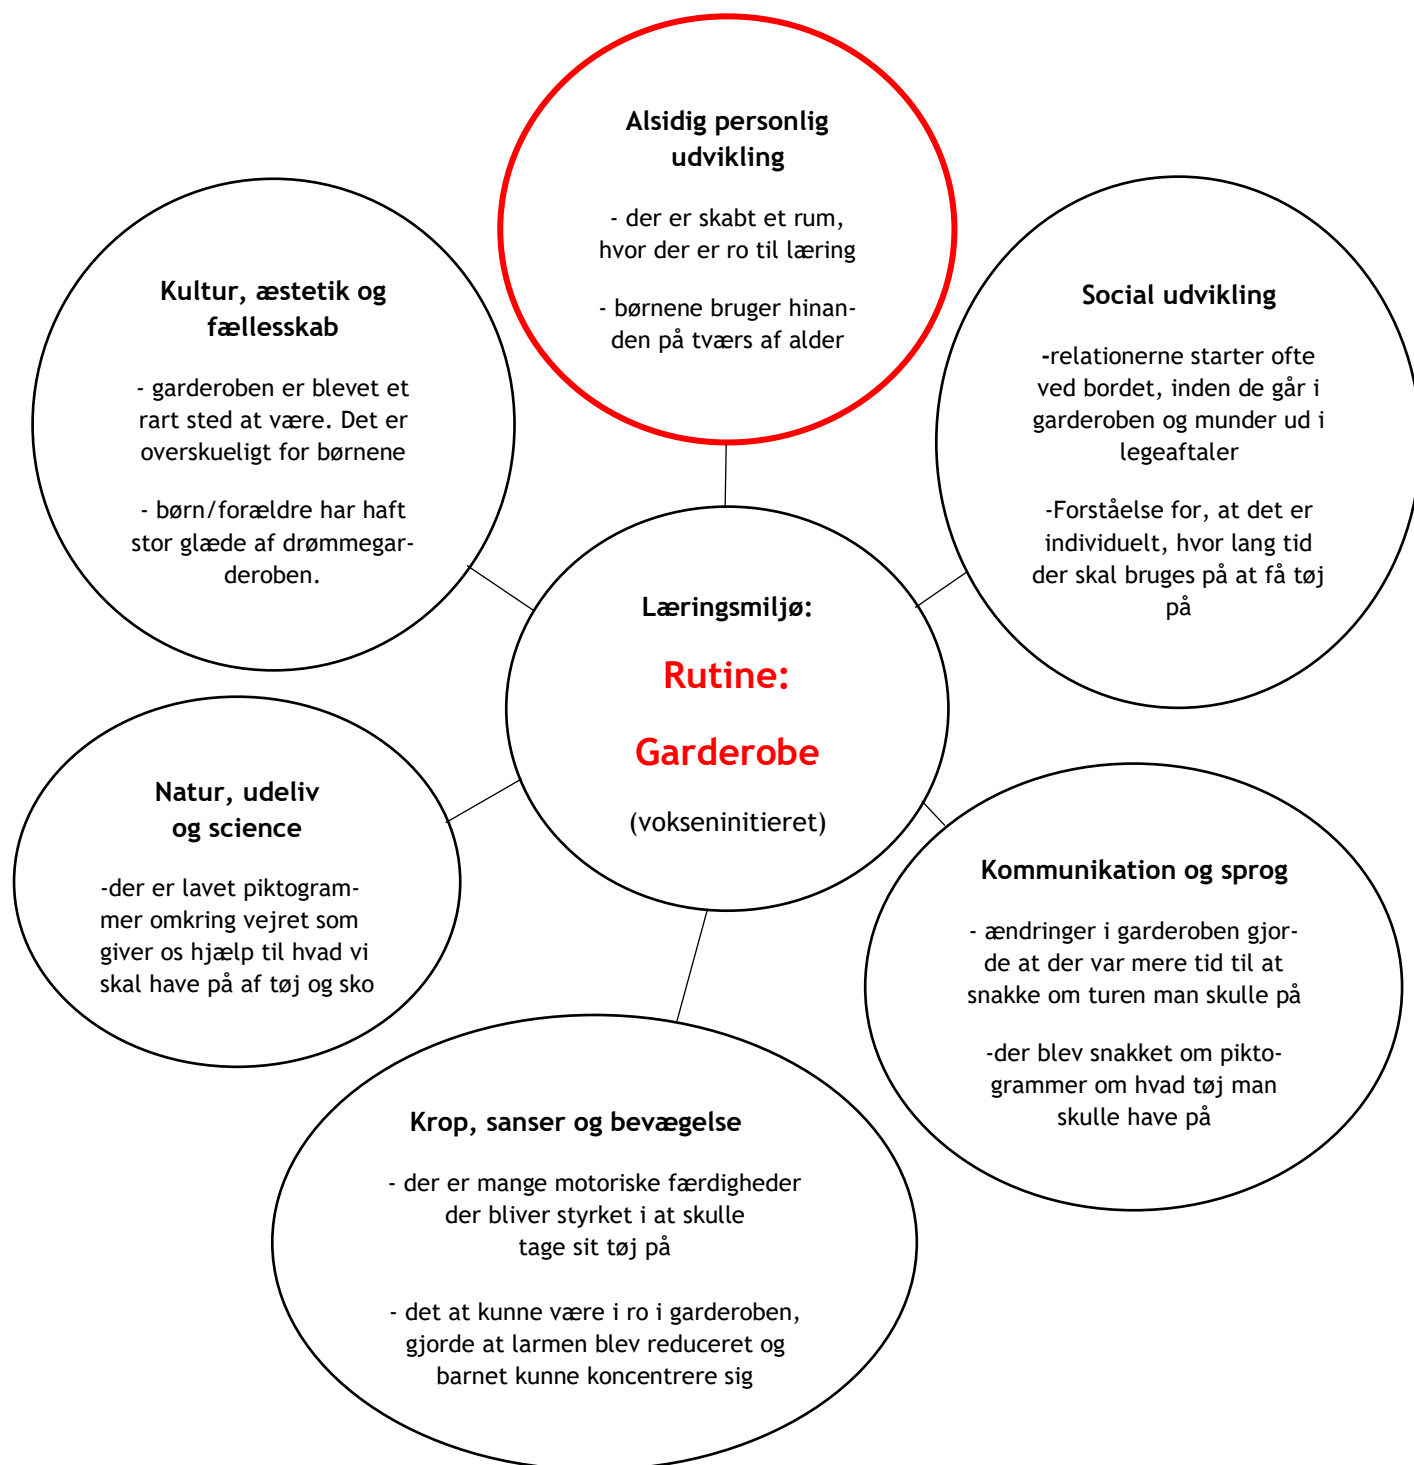 Alsidig personlig
udvikling
- der er skabt et rum,
hvor der er ro til læring
- børnene bruger hinan-
den på tværs af alder
Kultur, æstetik og
fællesskab
- garderoben er blevet et
rart sted at være. Det er
overskueligt for børnene
- børn/forældre har haft
stor glæde af drømmegar-
deroben.
Social udvikling
-relationerne starter ofte
ved bordet, inden de går i
garderoben og munder ud i
legeaftaler
-Forståelse for, at det er
individuelt, hvor lang tid
der skal bruges på at få tøj
på
Læringsmiljø:
Rutine:
Garderobe
(vokseninitieret)
Natur, udeliv
og science
-der er lavet piktogram-
mer omkring vejret som
giver os hjælp til hvad vi
skal have på af tøj og sko
Kommunikation og sprog
- ændringer i garderoben gjor-
de at der var mere tid til at
snakke om turen man skulle på
-der blev snakket om pikto-
grammer om hvad tøj man
skulle have på
Krop, sanser og bevægelse
- der er mange motoriske færdigheder
der bliver styrket i at skulle
tage sit tøj på
- det at kunne være i ro i garderoben,
gjorde at larmen blev reduceret og
barnet kunne koncentrere sig